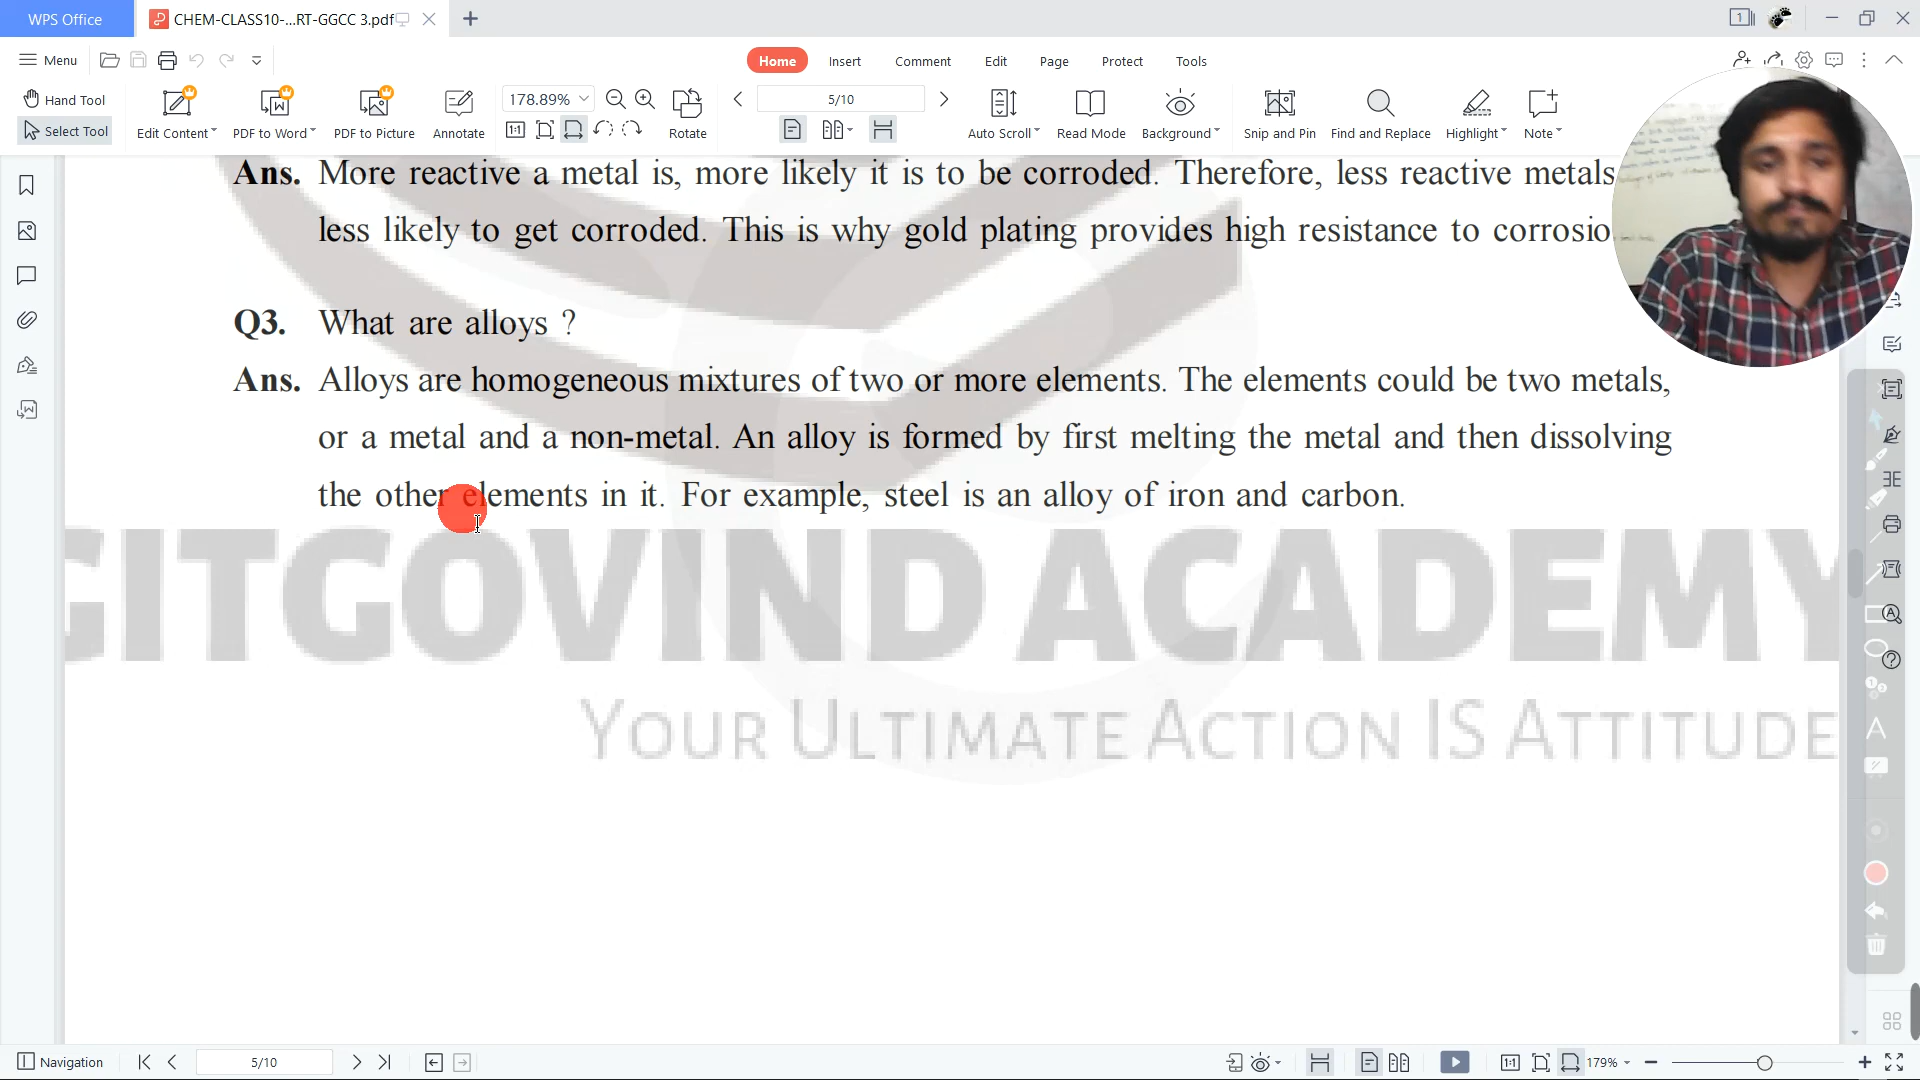 WPS Office
CHEM-CLASS10-...RT-GGCC 3.pdf
1
Menu
Home
Insert
Comment
Edit
Page
Protect
Tools
Hand Tool
Select Tool
Edit Content
PDF to Word
PDF to Picture
Annotate
178.89%
1:1
Rotate
5/10
Auto Scroll
Read Mode
Background
Snip and Pin
Find and Replace
Highlight
Note
Ans. More reactive a metal is, more likely it is to be corroded. Therefore, less reactive metals
less likely to get corroded. This is why gold plating provides high resistance to corrosio
Q3. What are alloys ?
Ans. Alloys are homogeneous mixtures of two or more elements. The elements could be two metals,
or a metal and a non-metal. An alloy is formed by first melting the metal and then dissolving
the other elements in it. For example, steel is an alloy of iron and carbon.
GITGOVIND ACADEMY
YOUR ULTIMATE ACTION IS ATTITUDE
Navigation
5/10
1:1
179%